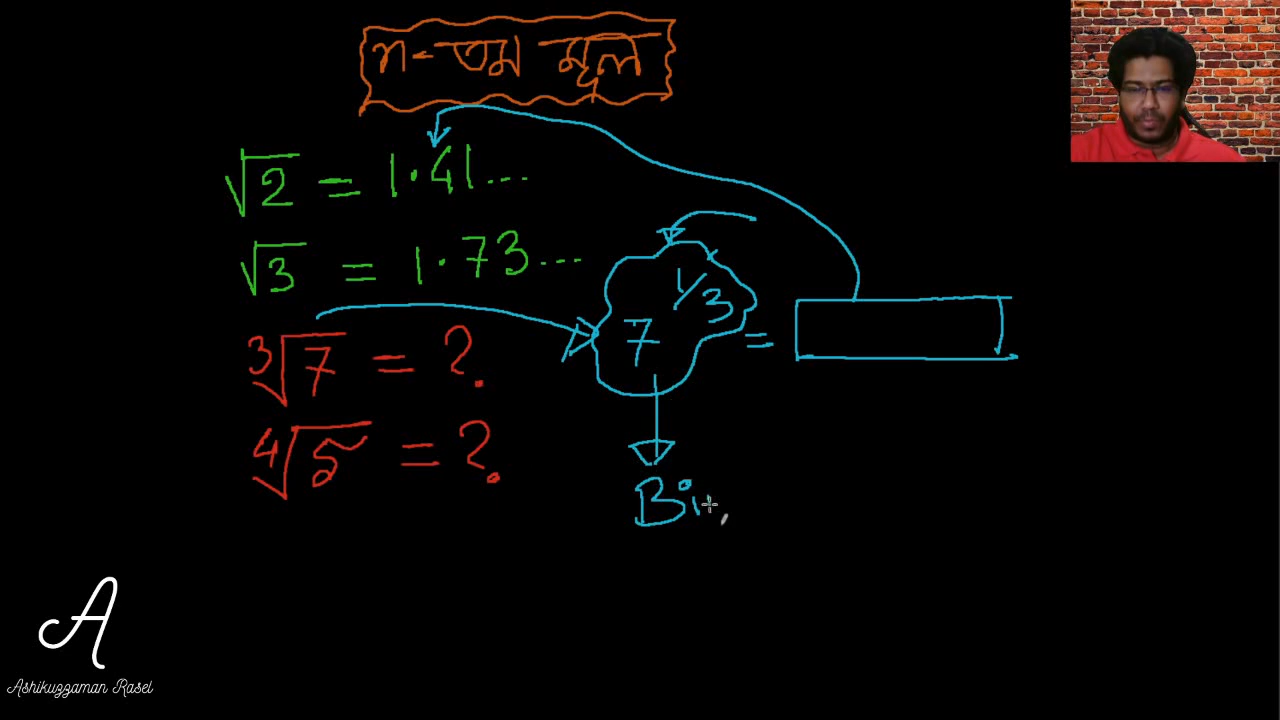 n-তম মূল
√2 = 1.41...
√3 = 1.73...
∛7 = ?
7^1/3 =
∜5 = ?
Bi
A
Ashikuzzaman Rasel